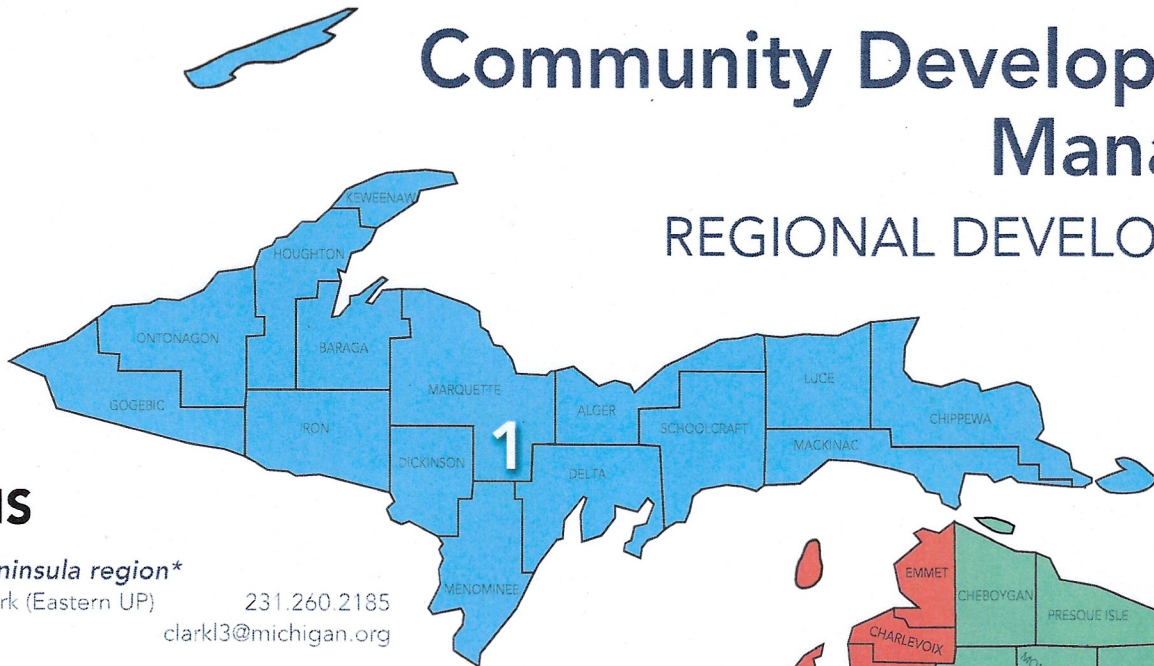 Community Develop
Mana
REGIONAL DEVELO
KEWEENAW
HOUGHTON
ONTONAGON
BARAGA
GOGEBIC
IRON
MARQUETTE
DICKINSON
1
ALGER
DELTA
SCHOOLCRAFT
LUCE
MACKINAC
CHIPPEWA
MENOMINEE
IS
ninsula region*
rk (Eastern UP) 231.260.2185
clarkl3@michigan.org
EMMET
CHEBOYGAN
PRESQUE ISLE
CHARLEVOIX